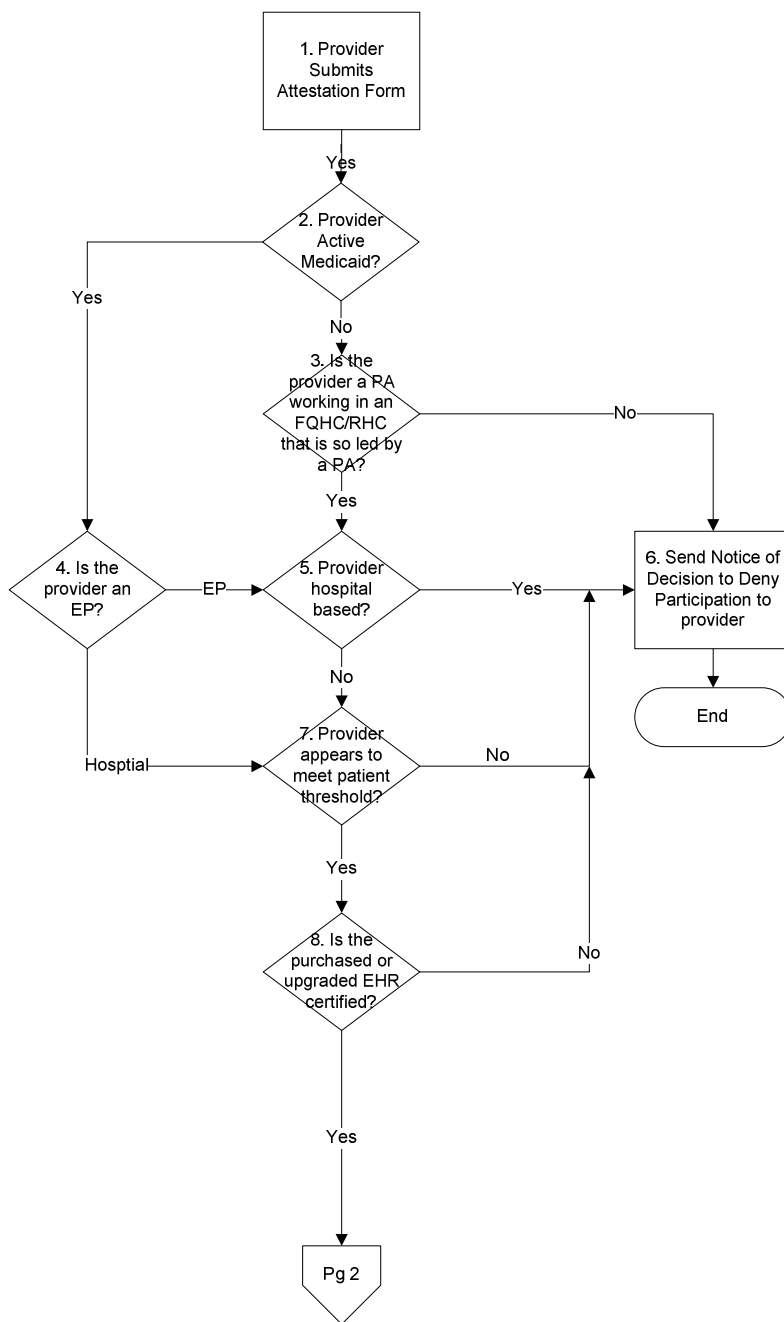 1. Provider
Submits
Attestation Form
Yes
2. Provider
Active
Medicaid?
Yes
No
3. Is the
provider a PA
working in an
FQHC/RHC
that is so led by
a PA?
No
Yes
4. Is the
provider an
EP?
EP
5. Provider
hospital
based?
Yes
6. Send Notice of
Decision to Deny
Participation to
provider
No
End
Hosptial
7. Provider
appears to
meet patient
threshold?
No
Yes
8. Is the
purchased or
upgraded EHR
certified?
No
Yes
Pg 2